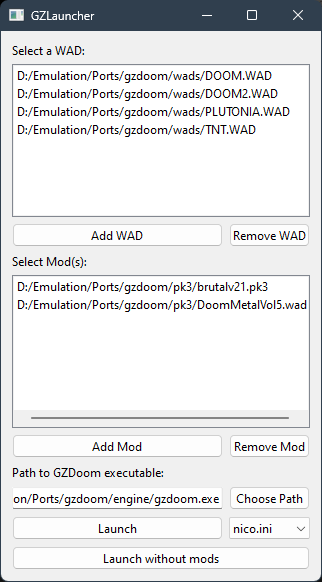 GZLauncher
Select a WAD:
D:/Emulation/Ports/gzdoom/wads/DOOM.WAD
D:/Emulation/Ports/gzdoom/wads/DOOM2.WAD
D:/Emulation/Ports/gzdoom/wads/PLUTONIA.WAD
D:/Emulation/Ports/gzdoom/wads/TNT.WAD
Add WAD Remove WAD
Select Mod(s):
D:/Emulation/Ports/gzdoom/pk3/brutalv21.pk3
D:/Emulation/Ports/gzdoom/pk3/DoomMetalVol5.wad
Add Mod Remove Mod
Path to GZDoom executable:
on/Ports/gzdoom/engine/gzdoom.exe Choose Path
Launch nico.ini
Launch without mods